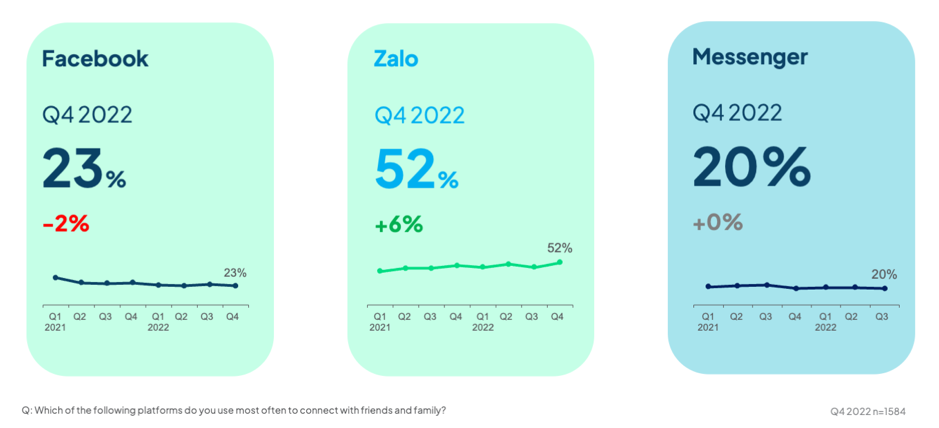 Facebook
Q4 2022
23%
-2%
23%
Q1 Q2 Q3 Q4 Q1 Q2 Q3 Q4
2021 2022
Zalo
Q4 2022
52%
+6%
52%
Q1 Q2 Q3 Q4 Q1 Q2 Q3 Q4
2021 2022
Messenger
Q4 2022
20%
+0%
20%
Q1 Q2 Q3 Q4 Q1 Q2 Q3
2021 2022
Q: Which of the following platforms do you use most often to connect with friends and family?
Q4 2022 n=1584